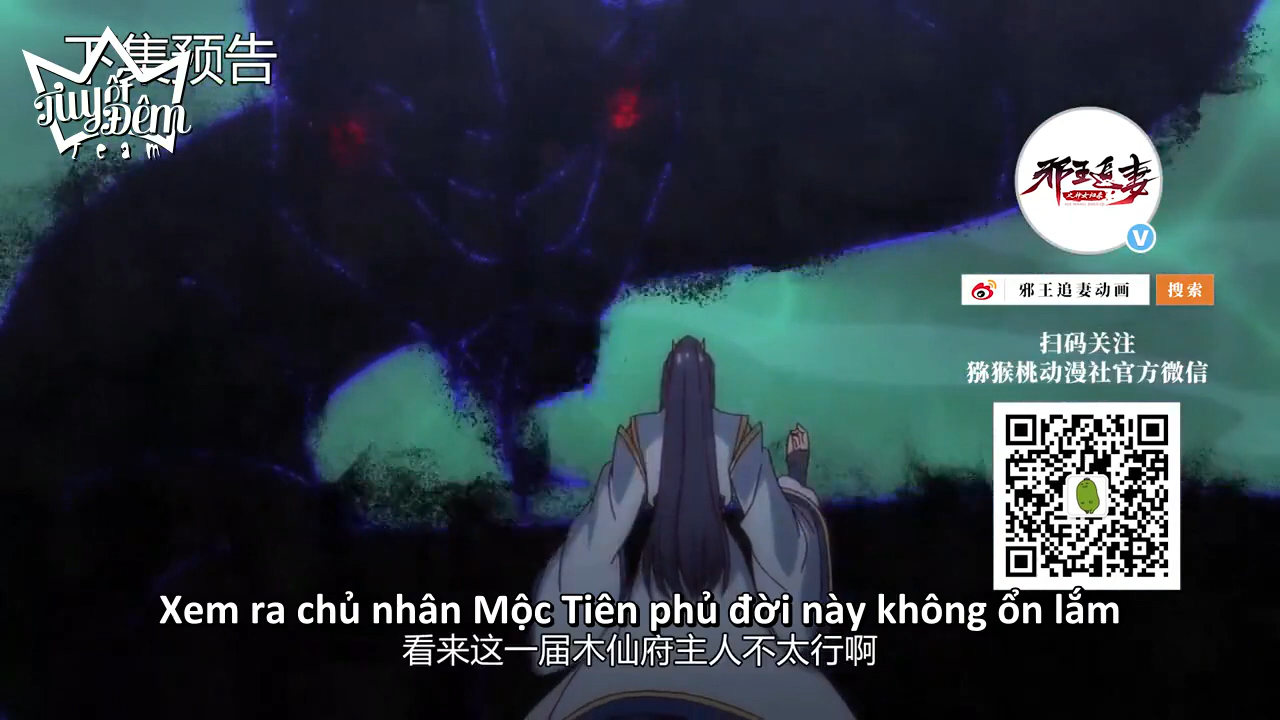 下集预告
Tuyết
Đêm
Team
邪王追妻
V
邪王追妻动画
搜索
扫码关注
猕猴桃动漫社官方微信
Xem ra chủ nhân Mộc Tiên phủ đời này không ổn lắm
看来这一届木仙府主人不太行啊